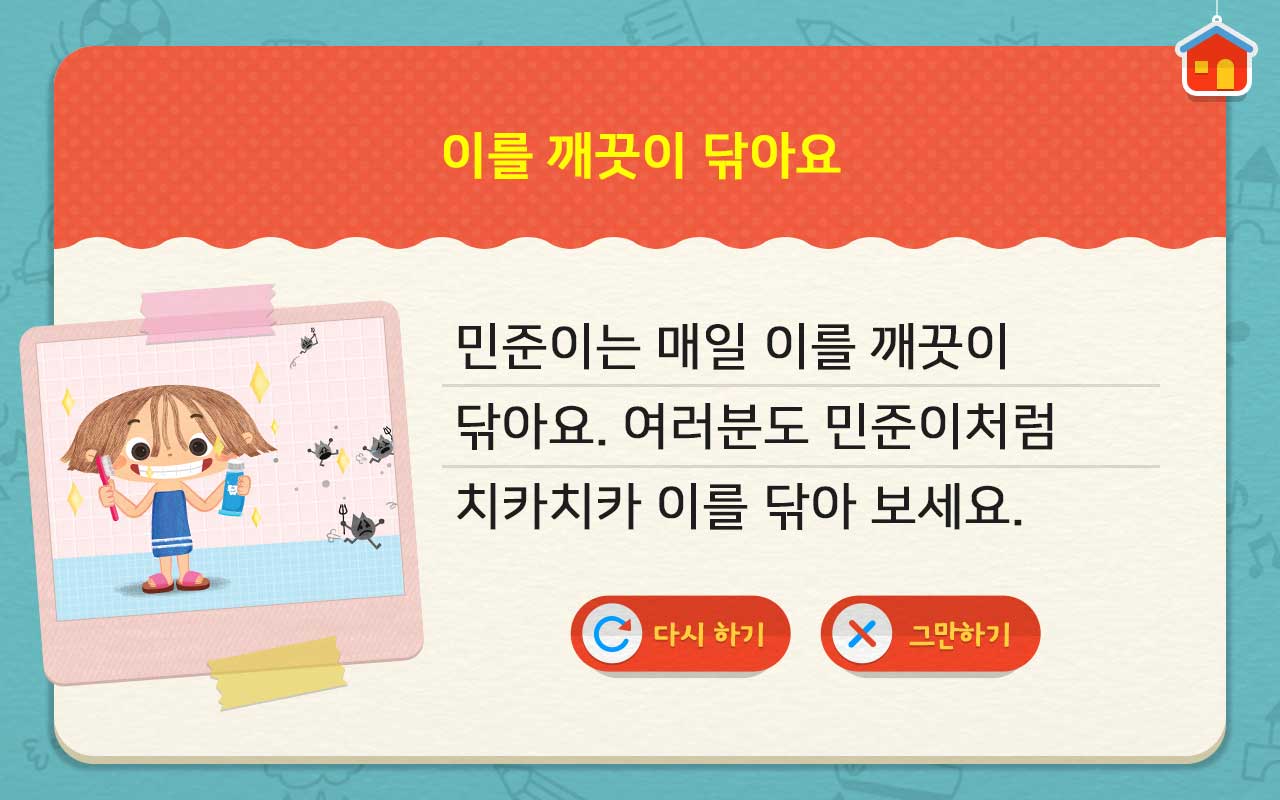 이를 깨끗이 닦아요
민준이는 매일 이를 깨끗이
닦아요. 여러분도 민준이처럼
치카치카 이를 닦아 보세요.
다시 하기
그만하기